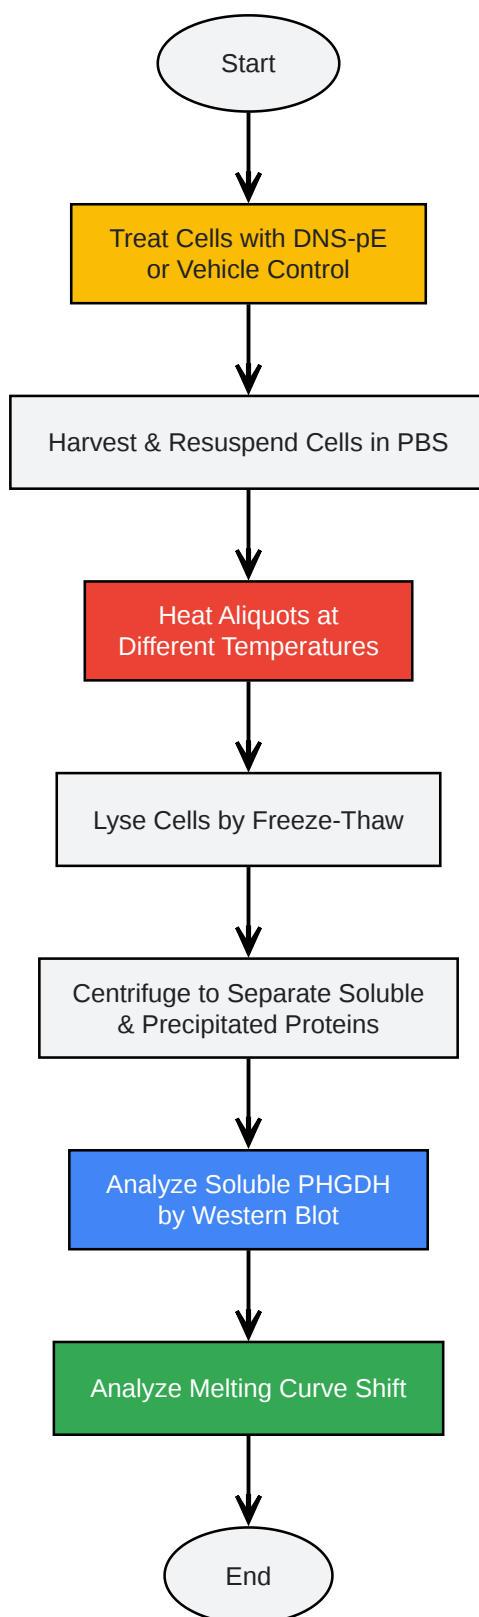 Start
Treat Cells with DNS-pE
or Vehicle Control
Harvest & Resuspend Cells in PBS
Heat Aliquots at
Different Temperatures
Lyse Cells by Freeze-Thaw
Centrifuge to Separate Soluble
& Precipitated Proteins
Analyze Soluble PHGDH
by Western Blot
Analyze Melting Curve Shift
End